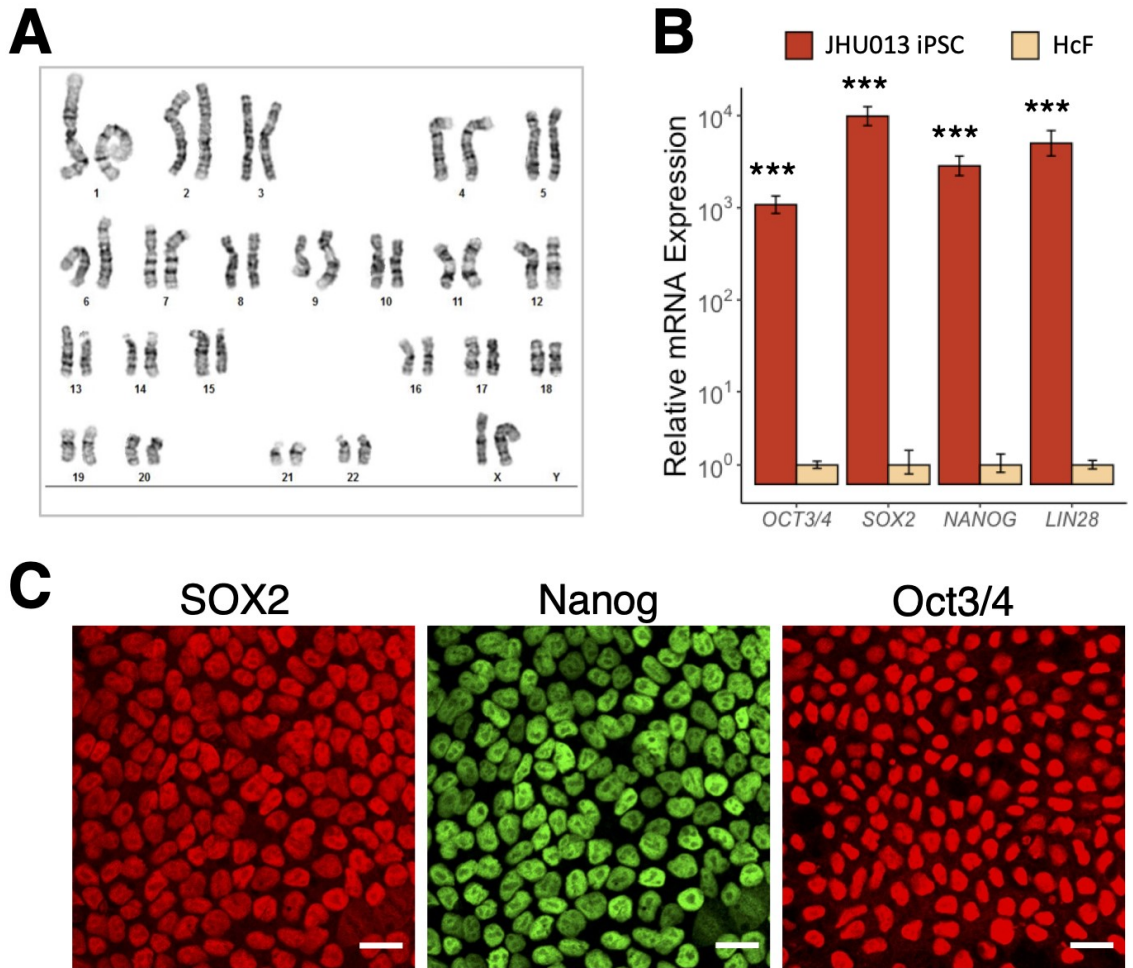 A
1 2 3 4 5
6 7 8 9 10 11 12
13 14 15 16 17 18
19 20 21 22 X Y
B
JHU013 iPSC HcF
Relative mRNA Expression
10⁴
10³
10²
10¹
10⁰
***
***
***
***
OCT3/4 SOX2 NANOG LIN28
C
SOX2 Nanog Oct3/4